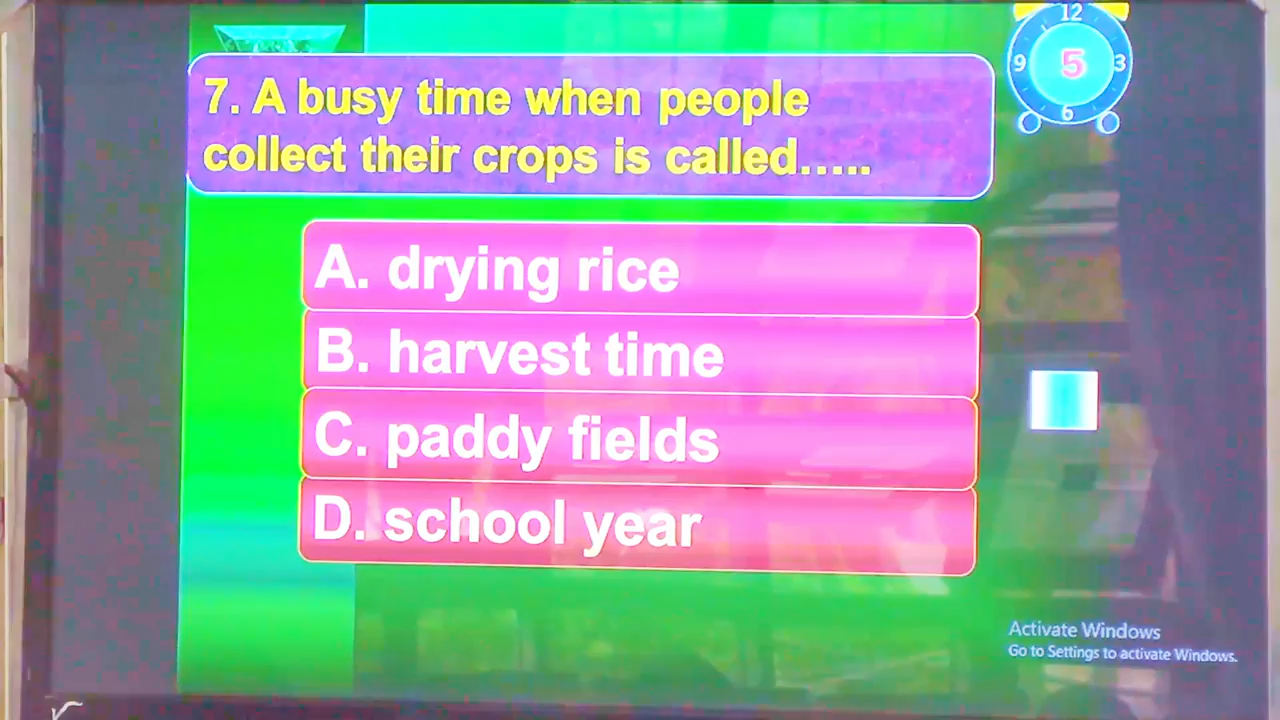 12
9 5 3
6
7. A busy time when people
collect their crops is called.....
A. drying rice
B. harvest time
C. paddy fields
D. school year
Activate Windows
Go to Settings to activate Windows.